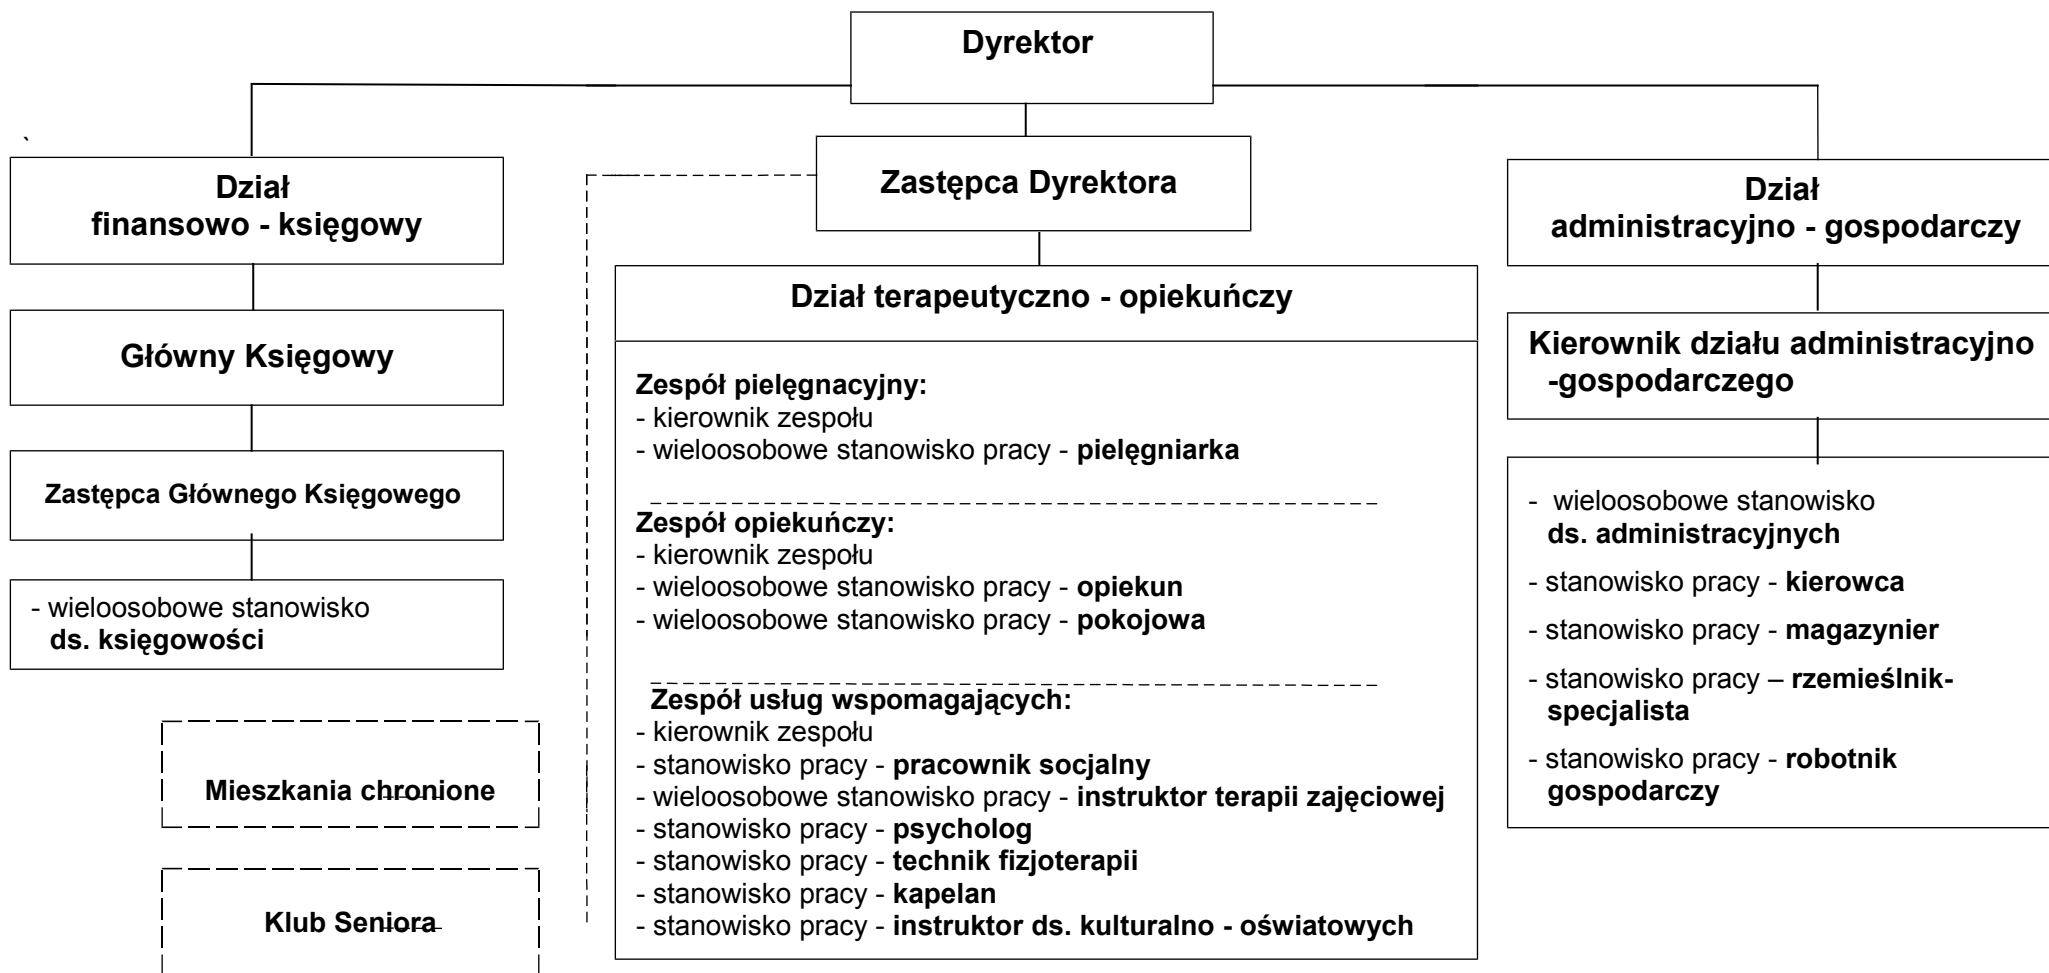 Dyrektor
`
Dział
finansowo - księgowy
Główny Księgowy
Zastępca Głównego Księgowego
- wieloosobowe stanowisko
ds. księgowości
Mieszkania chronione
Klub Seniora
Zastępca Dyrektora
Dział terapeutyczno - opiekuńczy
Zespół pielęgnacyjny:
- kierownik zespołu
- wieloosobowe stanowisko pracy - pielęgniarka
Zespół opiekuńczy:
- kierownik zespołu
- wieloosobowe stanowisko pracy - opiekun
- wieloosobowe stanowisko pracy - pokojowa
Zespół usług wspomagających:
- kierownik zespołu
- stanowisko pracy - pracownik socjalny
- wieloosobowe stanowisko pracy - instruktor terapii zajęciowej
- stanowisko pracy - psycholog
- stanowisko pracy - technik fizjoterapii
- stanowisko pracy - kapelan
- stanowisko pracy - instruktor ds. kulturalno - oświatowych
Dział
administracyjno - gospodarczy
Kierownik działu administracyjno
-gospodarczego
- wieloosobowe stanowisko
ds. administracyjnych
- stanowisko pracy - kierowca
- stanowisko pracy - magazynier
- stanowisko pracy – rzemieślnik-
specjalista
- stanowisko pracy - robotnik
gospodarczy